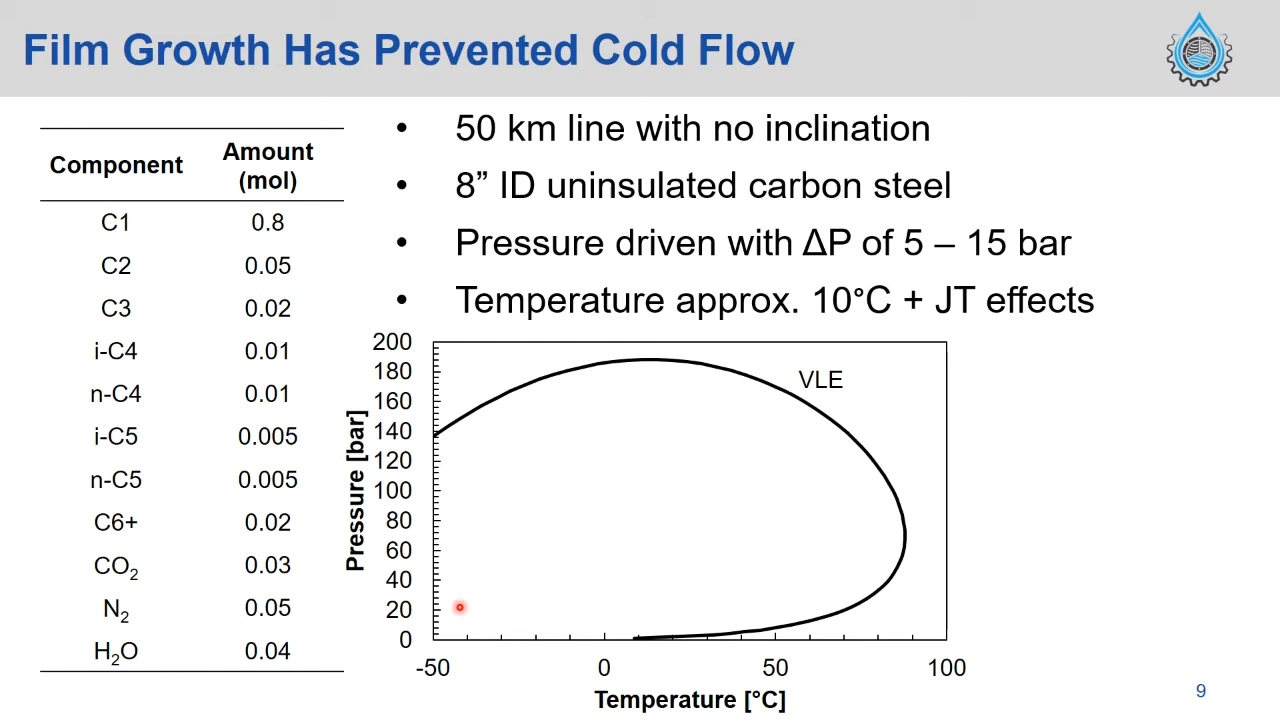 Film Growth Has Prevented Cold Flow
Component Amount (mol)
C1 0.8
C2 0.05
C3 0.02
i-C4 0.01
n-C4 0.01
i-C5 0.005
n-C5 0.005
C6+ 0.02
CO2 0.03
N2 0.05
H2O 0.04
• 50 km line with no inclination
• 8” ID uninsulated carbon steel
• Pressure driven with ΔP of 5 – 15 bar
• Temperature approx. 10°C + JT effects
Pressure [bar]
200
180
160
140
120
100
80
60
40
20
0
VLE
-50 0 50 100
Temperature [°C]
9